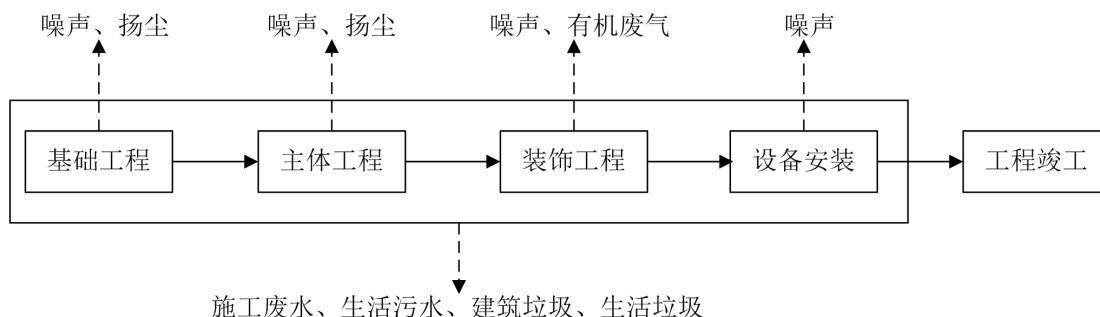 噪声、扬尘
噪声、扬尘
噪声、有机废气
噪声
基础工程
主体工程
装饰工程
设备安装
工程竣工
施工废水、生活污水、建筑垃圾、生活垃圾